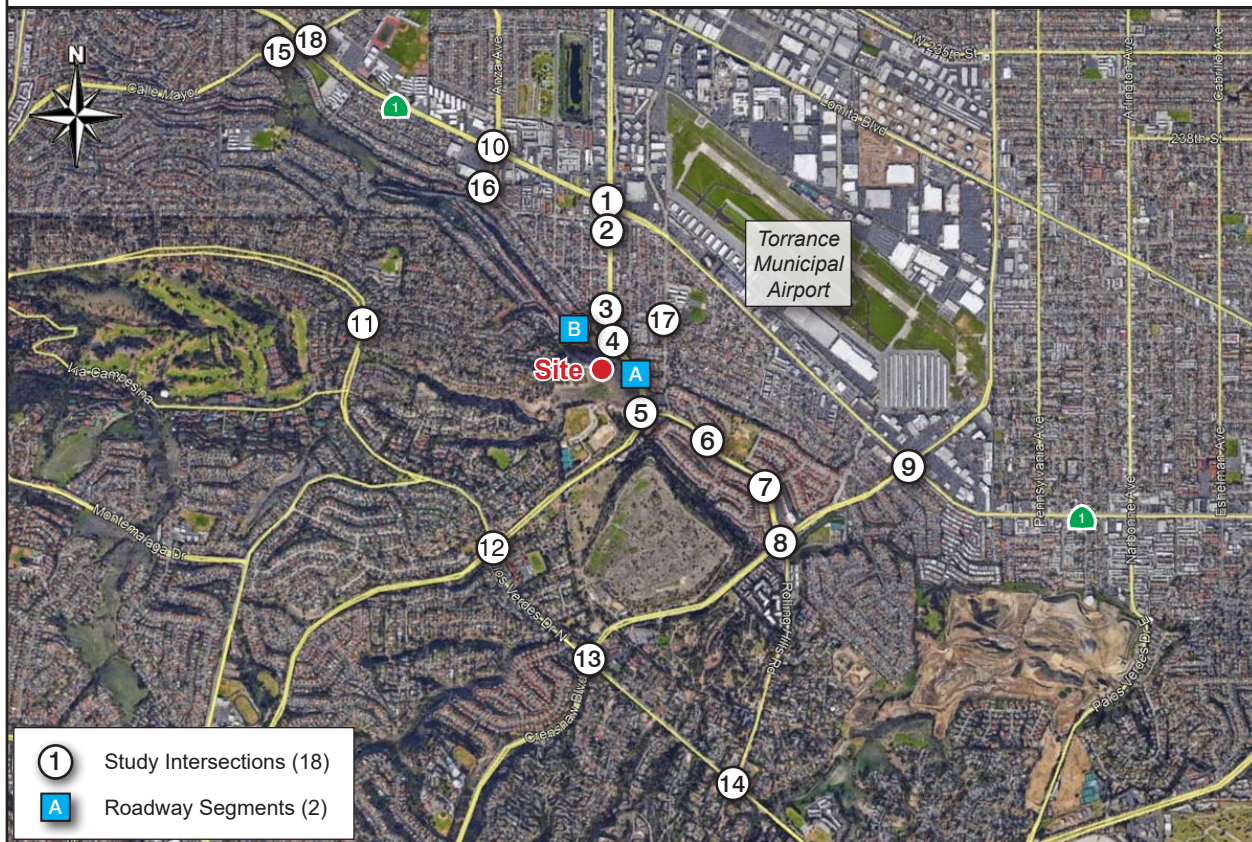 N
15
18
Calle Mayor
1
Anza Ave
10
16
1
2
W 235th St
Lomita Blvd
Arlington Ave
Cabrillo Ave
238th St
Torrance
Municipal
Airport
11
3
B
4
17
Site
A
Via Campesina
5
6
7
8
9
Pennsylvania Ave
Narbonne Ave
Eshelman Ave
1
Montemalaga Dr
12
Palos Verdes Dr N
13
Crenshaw Blvd
Rolling Hills Rd
Palos Verdes Dr E
14
1 Study Intersections (18)
A Roadway Segments (2)